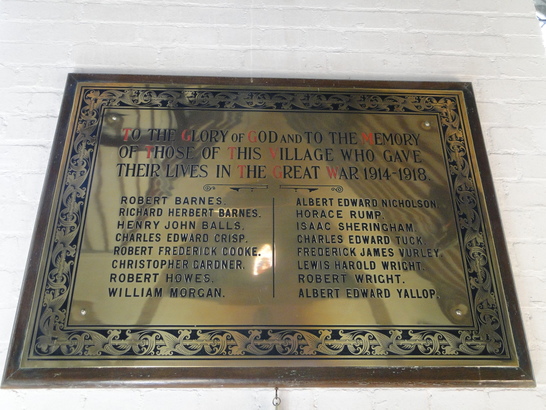 TO THE GLORY OF GOD AND TO THE MEMORY
OF THOSE OF THIS VILLAGE WHO GAVE
THEIR LIVES IN THE GREAT WAR 1914-1918.
ROBERT BARNES.
RICHARD HERBERT BARNES.
HENRY JOHN BALLS.
CHARLES EDWARD CRISP.
ROBERT FREDERICK COOKE.
CHRISTOPHER GARDNER.
ROBERT HOWES.
WILLIAM MORGAN.
ALBERT EDWARD NICHOLSON.
HORACE RUMP.
ISAAC SHERINGHAM.
CHARLES EDWARD TUCK.
FREDERICK JAMES VURLEY.
LEWIS HAROLD WRIGHT.
ROBERT WRIGHT.
ALBERT EDWARD YALLOP.